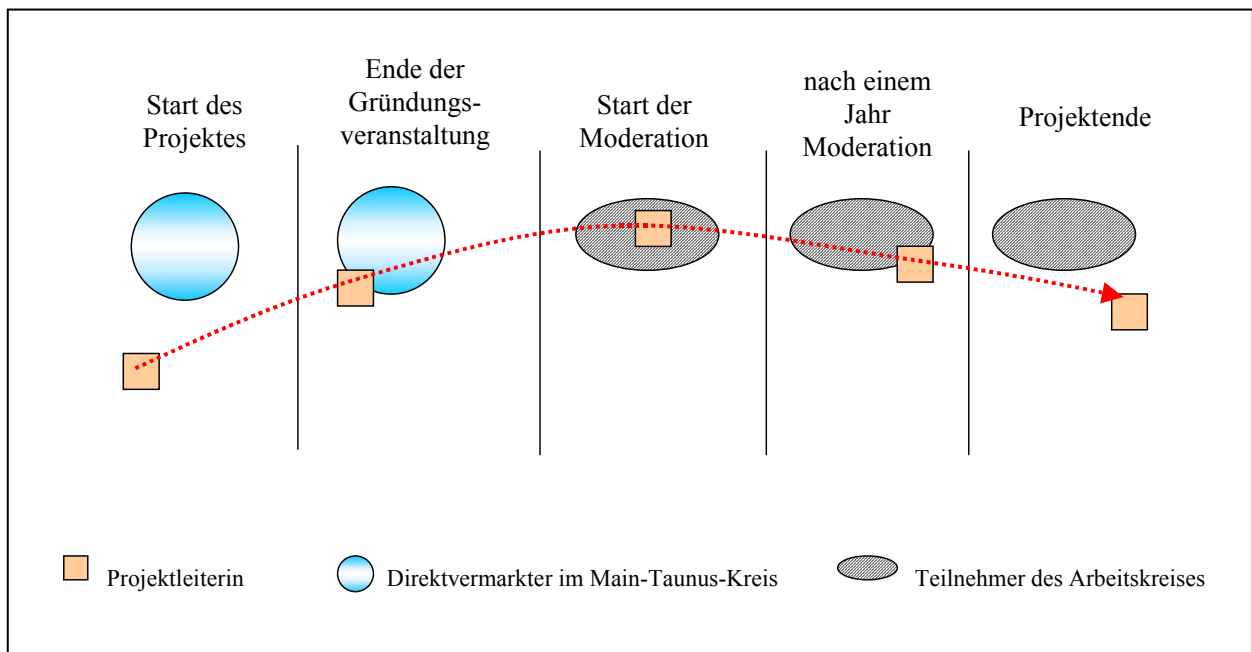 Start des
Projektes
Ende der
Gründungs-
veranstaltung
Start der
Moderation
nach einem
Jahr
Moderation
Projektende
Projektleiterin
Direktvermarkter im Main-Taunus-Kreis
Teilnehmer des Arbeitskreises